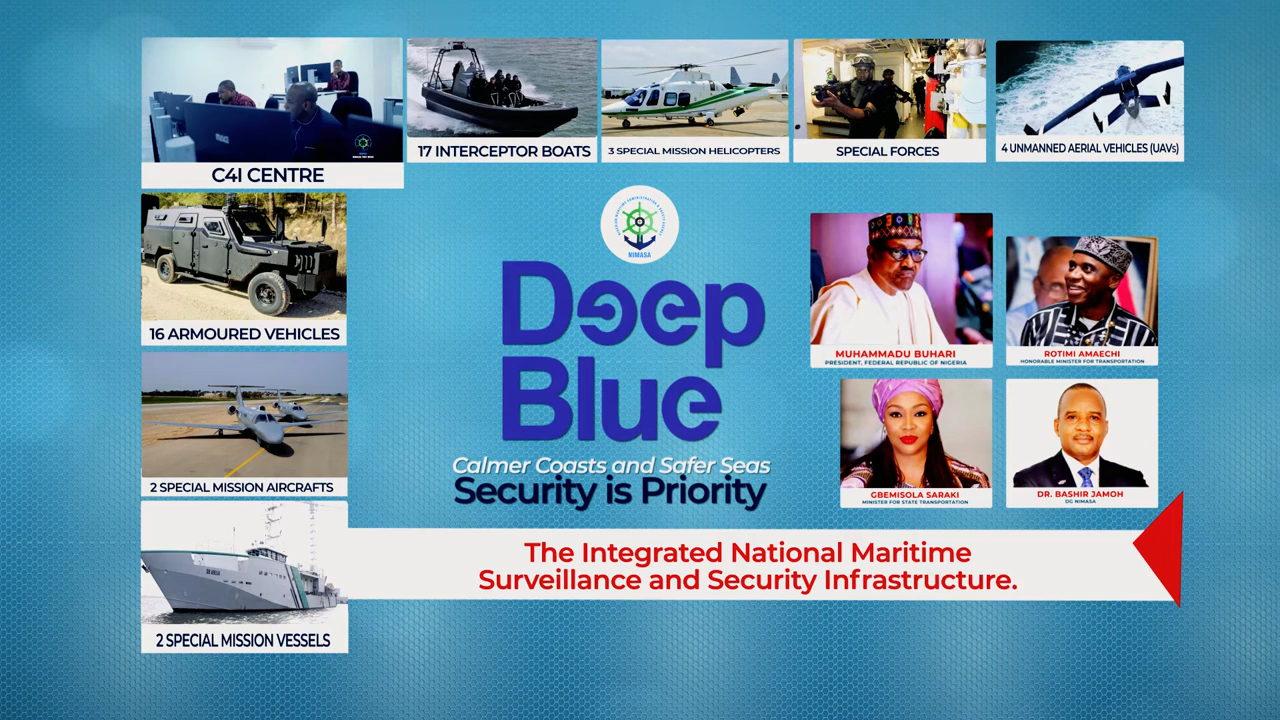 C4I CENTRE
17 INTERCEPTOR BOATS
3 SPECIAL MISSION HELICOPTERS
SPECIAL FORCES
4 UNMANNED AERIAL VEHICLES (UAVs)
16 ARMOURED VEHICLES
2 SPECIAL MISSION AIRCRAFTS
2 SPECIAL MISSION VESSELS
NIMASA
Deep
Blue
Calmer Coasts and Safer Seas
Security is Priority
MUHAMMADU BUHARI
PRESIDENT, FEDERAL REPUBLIC OF NIGERIA
ROTIMI AMAECHI
HONORABLE MINISTER FOR TRANSPORTATION
GBEMISOLA SARAKI
MINISTER FOR STATE TRANSPORTATION
DR. BASHIR JAMOH
DG NIMASA
The Integrated National Maritime
Surveillance and Security Infrastructure.